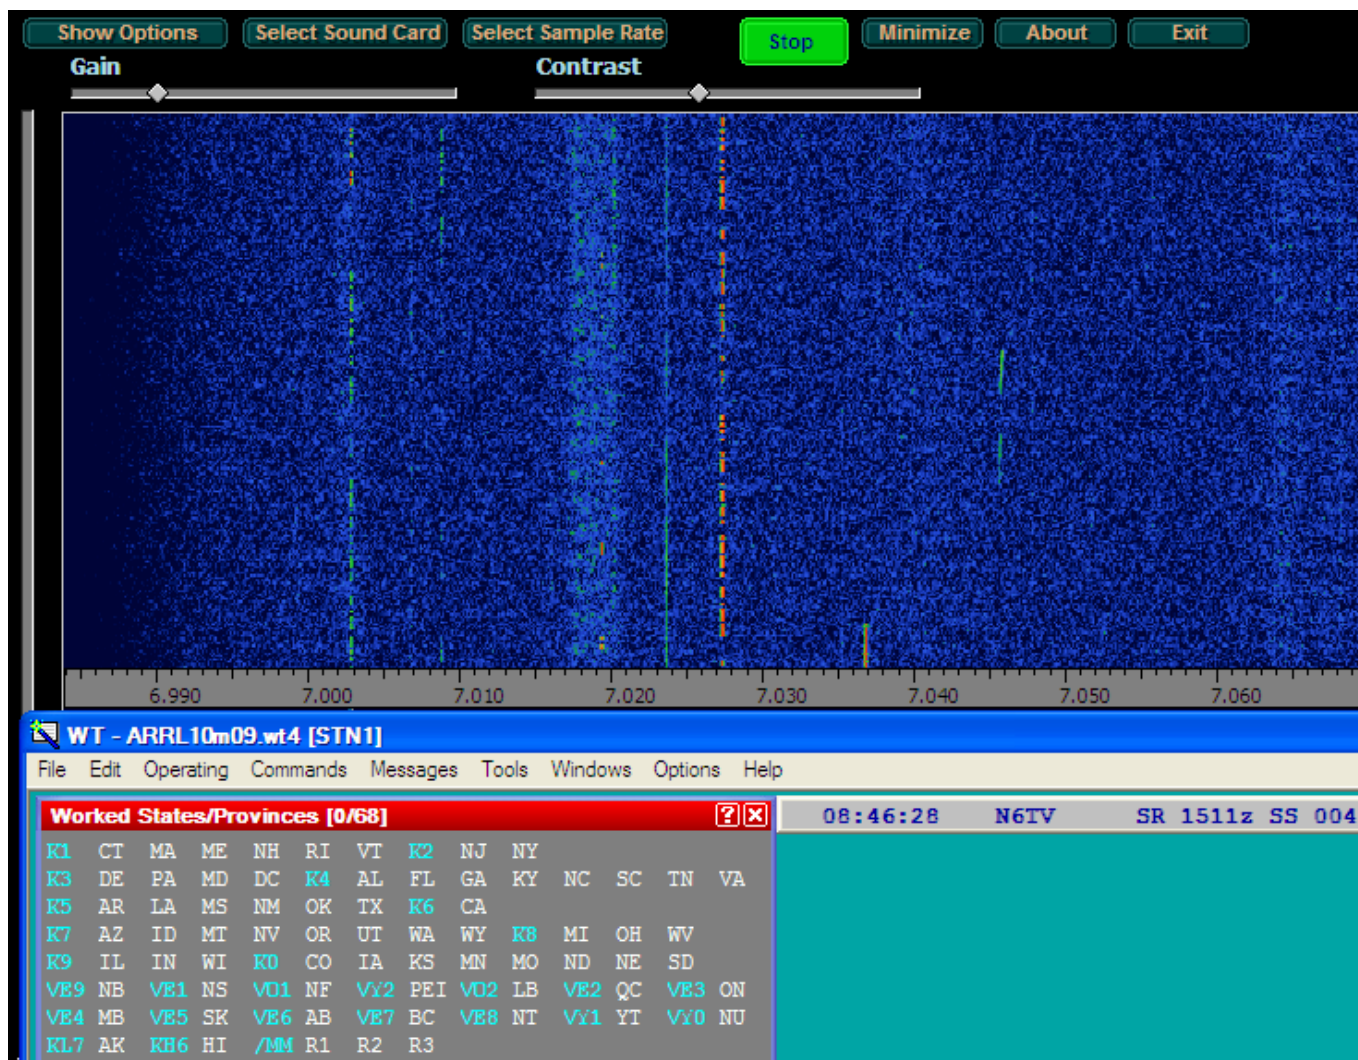 Show Options Select Sound Card Select Sample Rate Stop Minimize About Exit
Gain Contrast
6.990 7.000 7.010 7.020 7.030 7.040 7.050 7.060
WT - ARRL10m09.wt4 [STN1]
File Edit Operating Commands Messages Tools Windows Options Help
Worked States/Provinces [0/68] ? X 08:46:28 N6TV SR 1511z SS 004
K1 CT MA ME NH RI VT K2 NJ NY
K3 DE PA MD DC K4 AL FL GA KY NC SC TN VA
K5 AR LA MS NM OK TX K6 CA
K7 AZ ID MT NV OR UT WA WY K8 MI OH WV
K9 IL IN WI K0 CO IA KS MN MO ND NE SD
VE9 NB VE1 NS VO1 NF VY2 PEI VO2 LB VE2 QC VE3 ON
VE4 MB VE5 SK VE6 AB VE7 BC VE8 NT VY1 YT VY0 NU
KL7 AK KH6 HI /MM R1 R2 R3